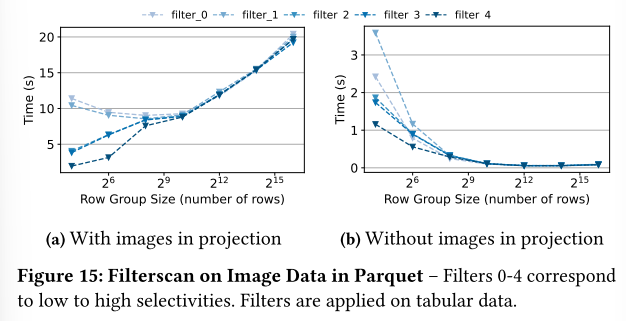 filter_0 filter_1 filter 2 filter 3 filter 4
20
15
10
5
Time (s)
2^6 2^9 2^12 2^15
Row Group Size (number of rows)
3
2
1
0
Time (s)
2^6 2^9 2^12 2^15
Row Group Size (number of rows)
(a) With images in projection
(b) Without images in projection
Figure 15: Filterscan on Image Data in Parquet – Filters 0-4 correspond
to low to high selectivities. Filters are applied on tabular data.